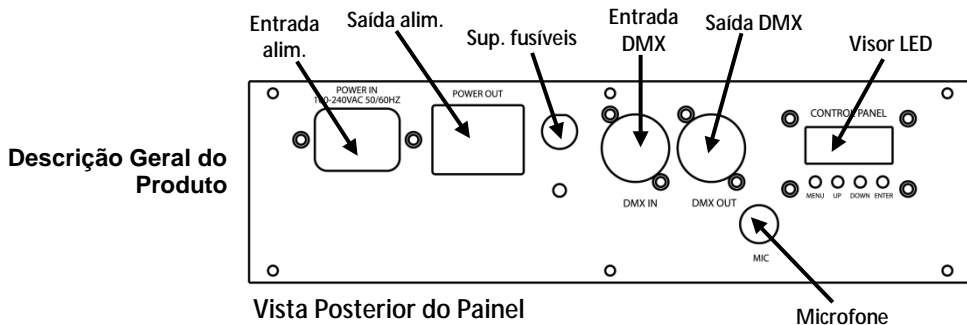 Entrada
alim.
Saída alim.
Sup. fusíveis
Entrada
DMX
Saída DMX
Visor LED
POWER IN
100-240VAC 50/60HZ
POWER OUT
CONTROL PANEL
Descrição Geral do
Produto
MENU UP DOWN ENTER
DMX IN
DMX OUT
MIC
Vista Posterior do Painel
Microfone